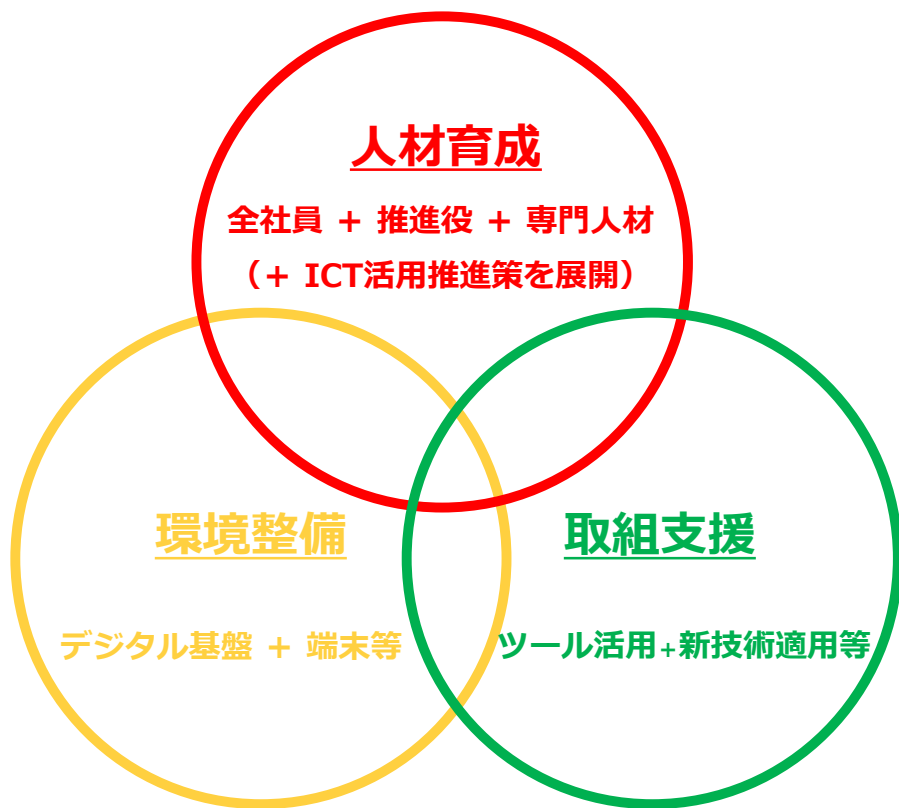 人材育成
全社員 + 推進役 + 専門人材
（+ ICT活用推進策を展開）
環境整備
取組支援
デジタル基盤 + 端末等
ツール活用+新技術適用等